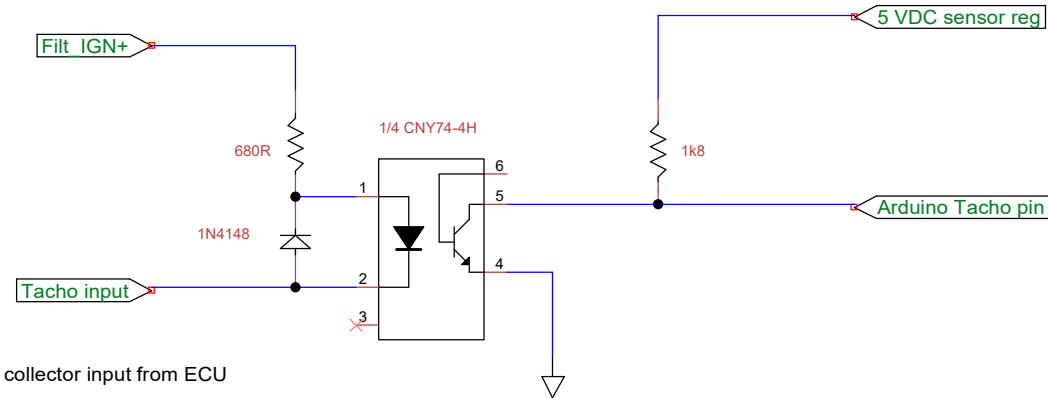 5 VDC sensor reg
Filt_IGN+
1/4 CNY74-4H
680R
1k8
6
1
5
Arduino Tacho pin
1N4148
4
2
Tacho input
3
collector input from ECU